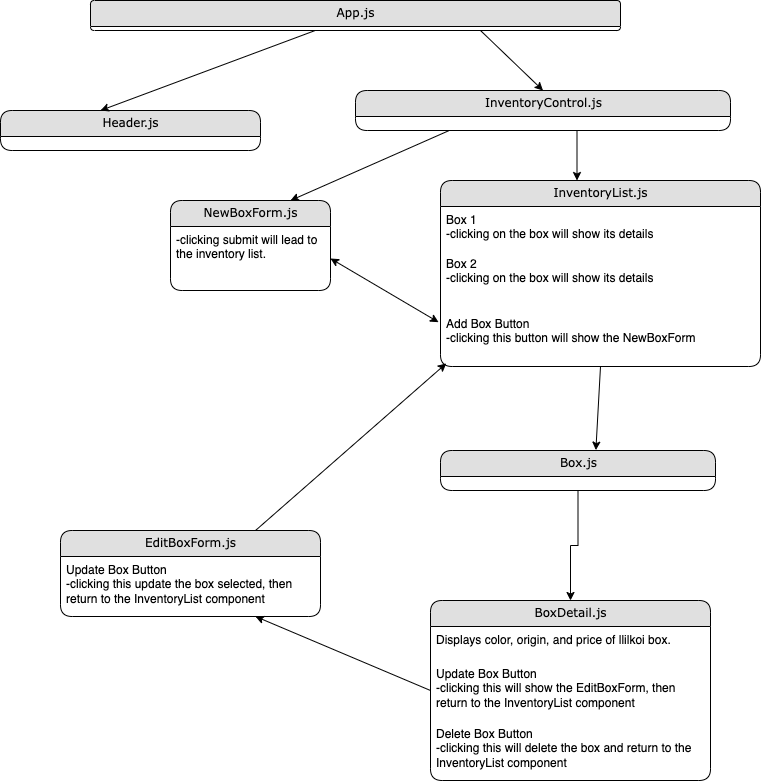 App.js
InventoryControl.js
Header.js
InventoryList.js
Box 1
-clicking on the box will show its details
Box 2
-clicking on the box will show its details
Add Box Button
-clicking this button will show the NewBoxForm
NewBoxForm.js
-clicking submit will lead to
the inventory list.
Box.js
EditBoxForm.js
Update Box Button
-clicking this update the box selected, then
return to the InventoryList component
BoxDetail.js
Displays color, origin, and price of llilkoi box.
Update Box Button
-clicking this will show the EditBoxForm, then
return to the InventoryList component
Delete Box Button
-clicking this will delete the box and return to the
InventoryList component